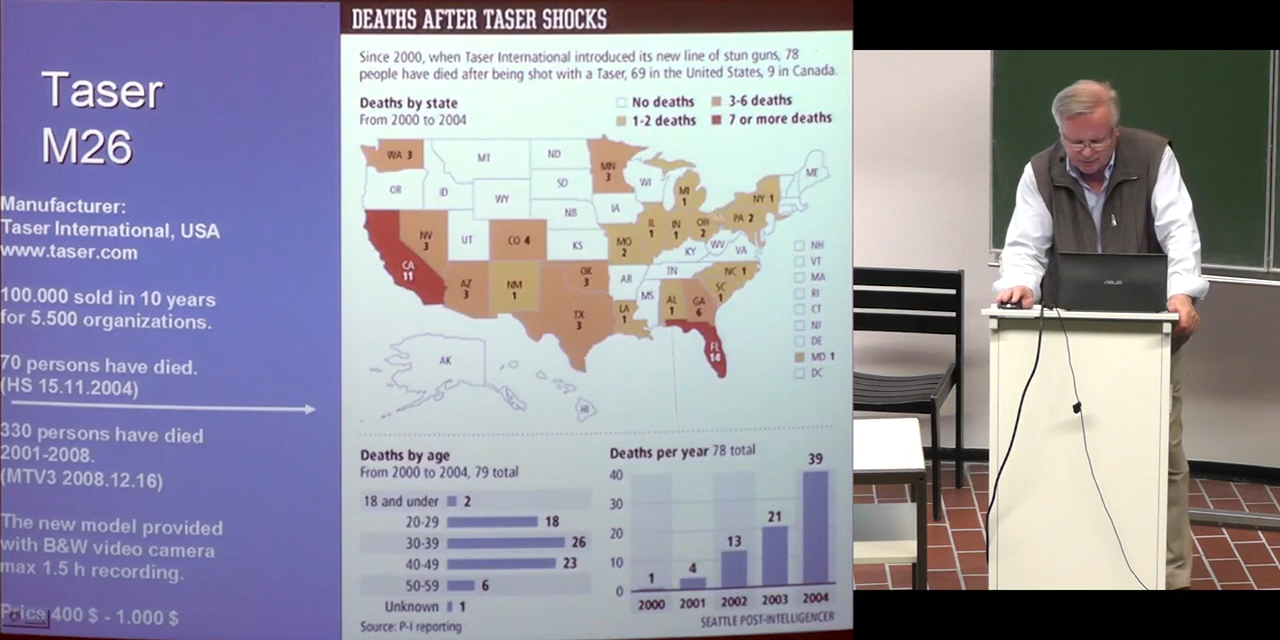 Taser
M26
Manufacturer:
Taser International, USA
www.taser.com
100.000 sold in 10 years
for 5.500 organizations.
70 persons have died.
(HS 15.11.2004)
330 persons have died
2001-2008.
(MTV3 2008.12.16)
The new model provided
with B&W video camera
max 1.5 h recording.
Price 400 $ - 1.000 $
DEATHS AFTER TASER SHOCKS
Since 2000, when Taser International introduced its new line of stun guns, 78
people have died after being shot with a Taser, 69 in the United States, 9 in Canada.
Deaths by state
From 2000 to 2004
No deaths
3-6 deaths
1-2 deaths
7 or more deaths
WA 3
MT
ND
MN
3
ME
OR
ID
SD
WI
MI
1
NY 1
WY
IA
NB
IL
1
IN
1
OH
2
PA 2
NV
3
UT
CO 4
KS
MO
2
KY
WV
VA
CA
11
AZ
3
NM
1
OK
3
AR
TN
NC 1
SC
1
MS
AL
1
GA
6
TX
3
LA
1
FL
14
AK
HI
NH
VT
MA
RI
CT
NJ
DE
MD 1
DC
Deaths by age
From 2000 to 2004, 79 total
18 and under 2
20-29 18
30-39 26
40-49 23
50-59 6
Unknown 1
Source: P-I reporting
Deaths per year 78 total
40
30
20
10
0
1
4
13
21
39
2000 2001 2002 2003 2004
SEATTLE POST-INTELLIGENCER
ASUS